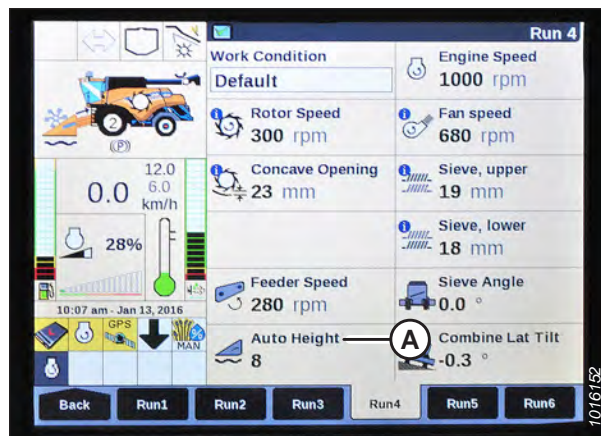 Run 4
Work Condition
Default
Engine Speed
1000 rpm
Rotor Speed
300 rpm
Fan speed
680 rpm
Concave Opening
23 mm
Sieve, upper
19 mm
Sieve, lower
18 mm
Feeder Speed
280 rpm
Sieve Angle
0.0 °
Auto Height
8
A
Combine Lat Tilt
-0.3 °
2
(P)
12.0
6.0
0.0
km/h
28%
10:07 am - Jan 13, 2016
GPS
%
MAN
Back
Run1
Run2
Run3
Run4
Run5
Run6
1016152